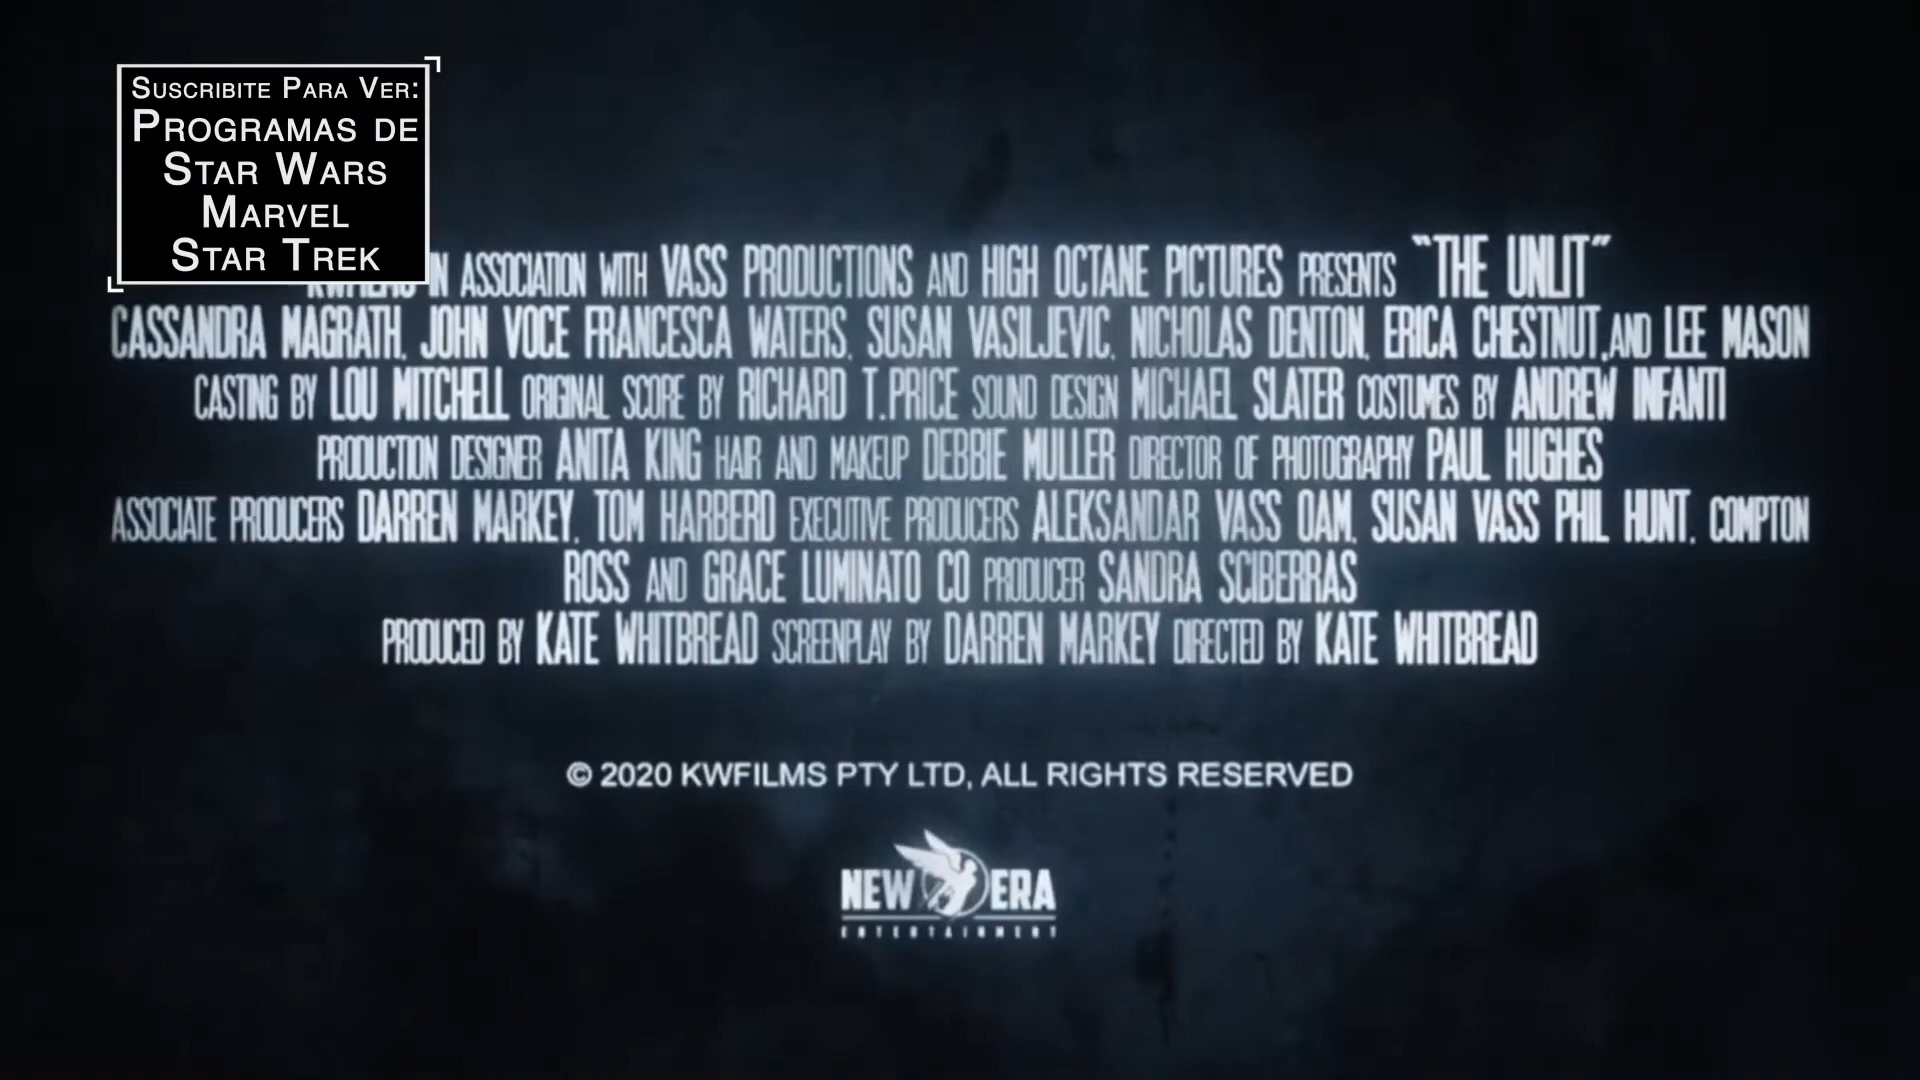 Suscribite Para Ver:
Programas de
Star Wars
Marvel
Star Trek
IN ASSOCIATION WITH VASS PRODUCTIONS AND HIGH OCTANE PICTURES PRESENTS "THE UNLIT"
CASSANDRA MAGRATH, JOHN VOCE FRANCESCA WATERS, SUSAN VASILJEVIC, NICHOLAS DENTON, ERICA CHESTNUT,AND LEE MASON
CASTING BY LOU MITCHELL ORIGINAL SCORE BY RICHARD T.PRICE SOUND DESIGN MICHAEL SLATER COSTUMES BY ANDREW INFANTI
PRODUCTION DESIGNER ANITA KING HAIR AND MAKEUP DEBBIE MULLER DIRECTOR OF PHOTOGRAPHY PAUL HUGHES
ASSOCIATE PRODUCERS DARREN MARKEY, TOM HARBERD EXECUTIVE PRODUCERS ALEKSANDAR VASS OAM, SUSAN VASS PHIL HUNT, COMPTON
ROSS AND GRACE LUMINATO CO PRODUCER SANDRA SCIBERRAS
PRODUCED BY KATE WHITBREAD SCREENPLAY BY DARREN MARKEY DIRECTED BY KATE WHITBREAD
© 2020 KWFILMS PTY LTD, ALL RIGHTS RESERVED
NEW ERA
ENTERTAINMENT